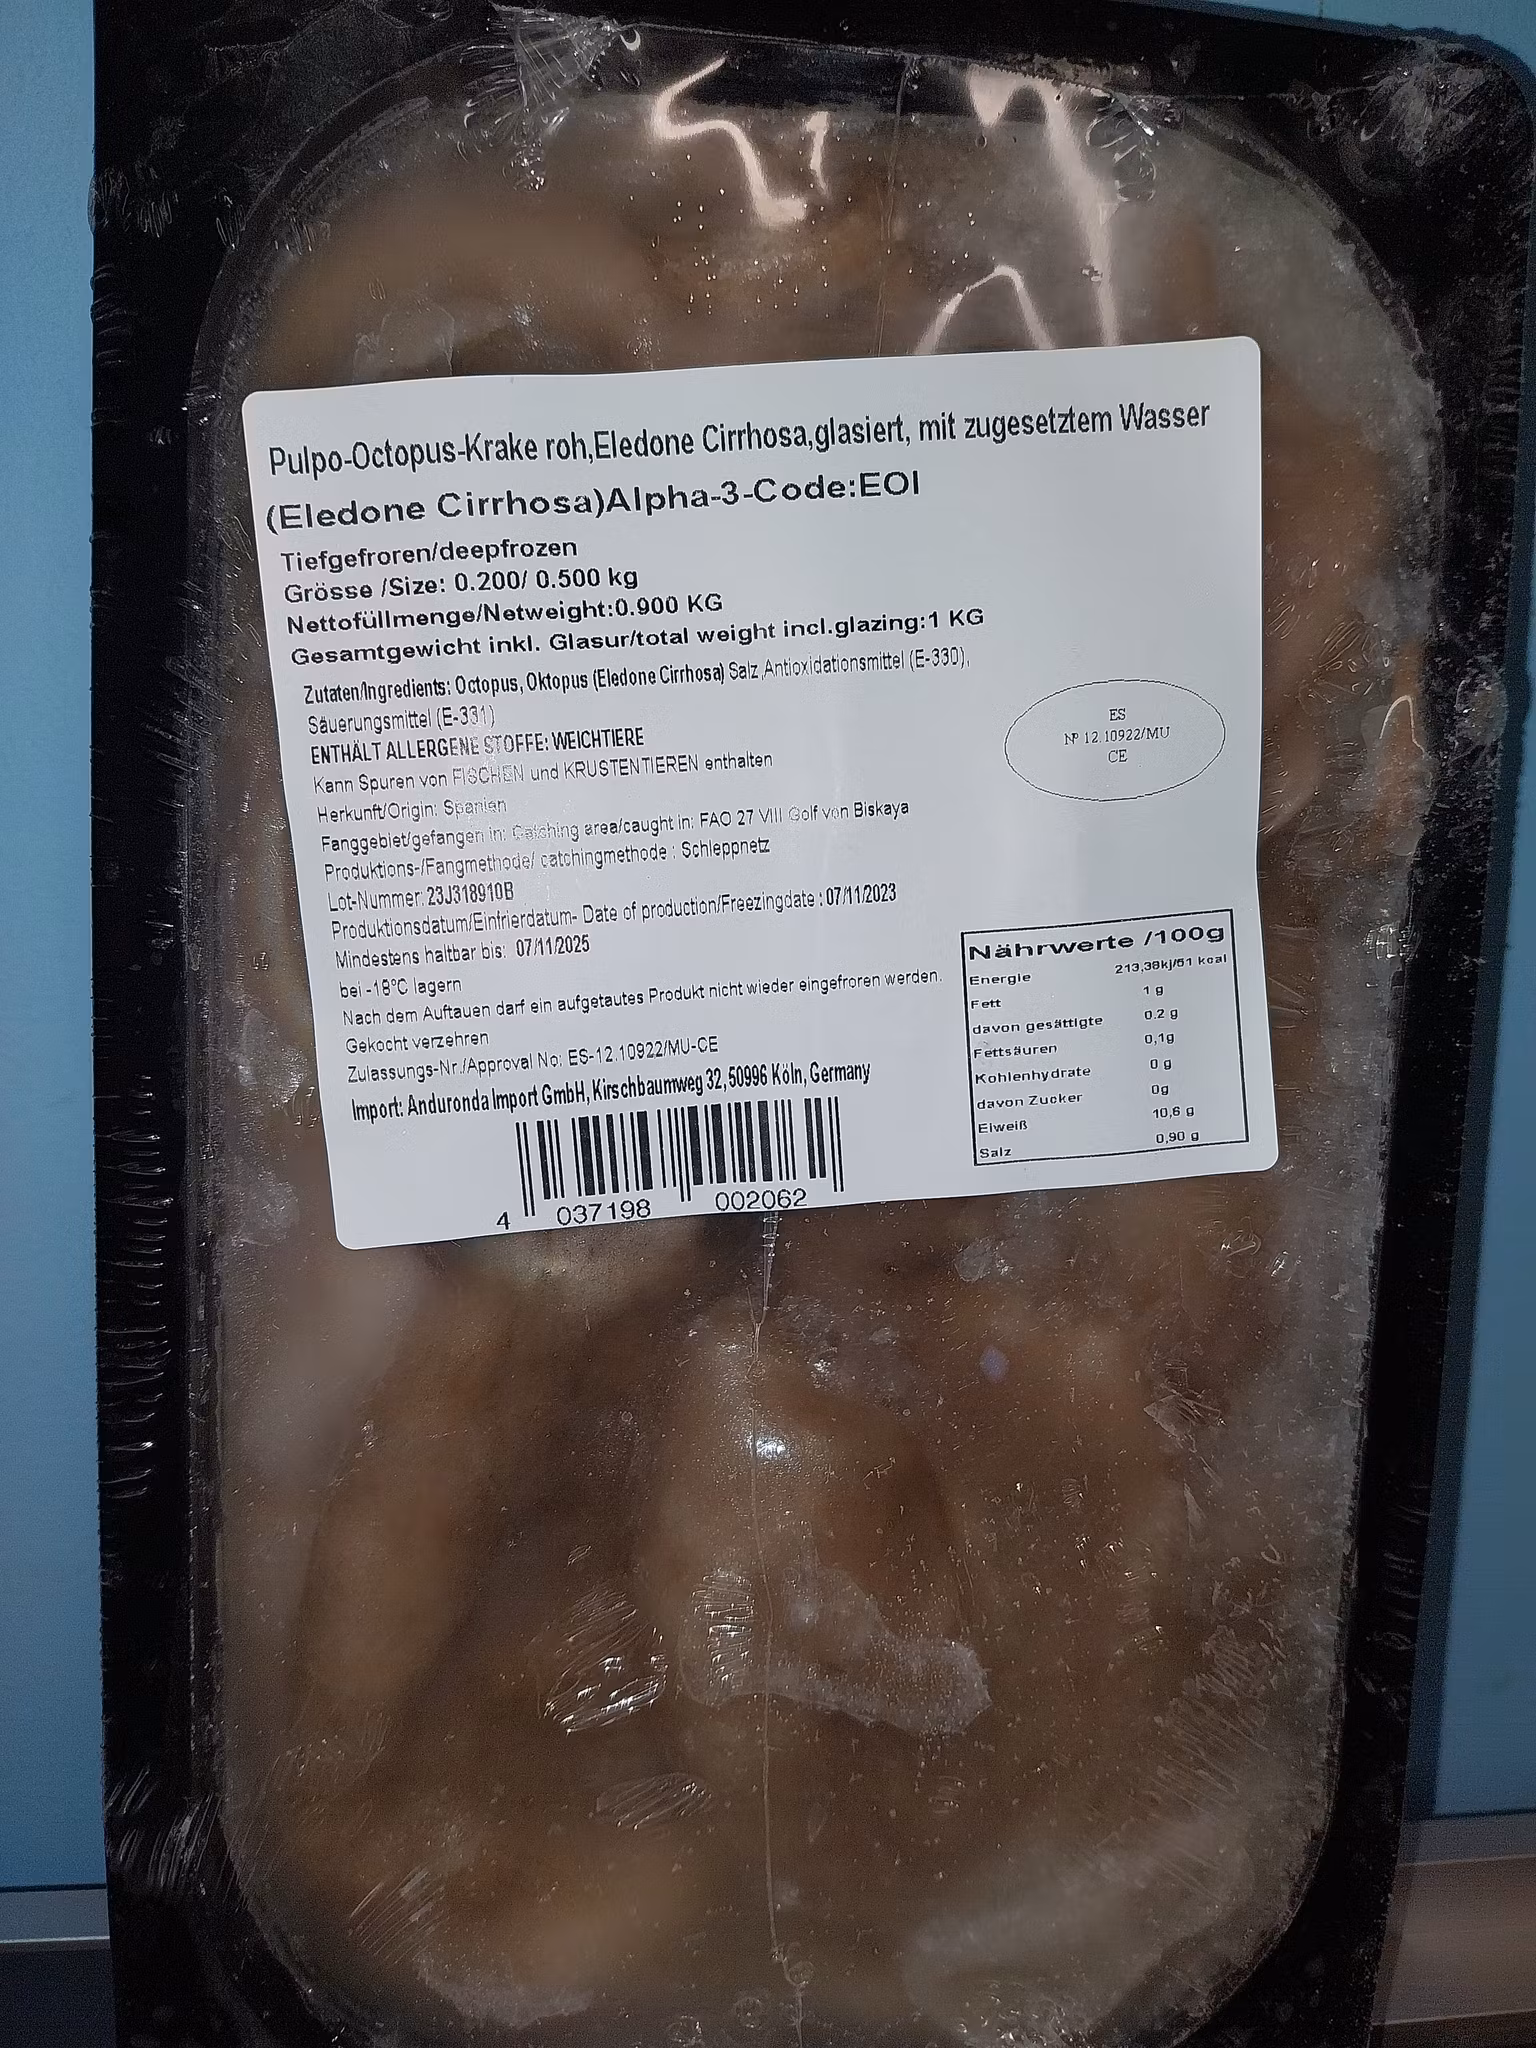 Pulpo-Octopus-Krake roh,Eledone Cirrhosa,glasiert, mit zugesetztem Wasser
(Eledone Cirrhosa)Alpha-3-Code:EOI
Tiefgefroren/deepfrozen
Grösse /Size: 0.200/ 0.500 kg
Nettofüllmenge/Netweight:0.900 KG
Gesamtgewicht inkl. Glasur/total weight incl.glazing:1 KG
Zutaten/Ingredients: Octopus, Oktopus (Eledone Cirrhosa) Salz,Antioxidationsmittel (E-330),
Säuerungsmittel (E-331)
ENTHÄLT ALLERGENE STOFFE: WEICHTIERE
Kann Spuren von FISCHEN und KRUSTENTIEREN enthalten
Herkunft/Origin: Spanien
Fanggebiet/gefangen in: Catching area/caught in: FAO 27 VIII Golf von Biskaya
Produktions-/Fangmethode/ catchingmethode : Schleppnetz
Lot-Nummer: 23J318910B
Produktionsdatum/Einfrierdatum- Date of production/Freezingdate : 07/11/2023
Mindestens haltbar bis: 07/11/2025
bei -18°C lagern
Nach dem Auftauen darf ein aufgetautes Produkt nicht wieder eingefroren werden.
Gekocht verzehren
Zulassungs-Nr./Approval No: ES-12.10922/MU-CE
Import: Anduronda Import GmbH, Kirschbaumweg 32, 50996 Köln, Germany
4 037198 002062
ES
Nº 12.10922/MU
CE
Nährwerte /100g
Energie 213,38kj/51 kcal
Fett 1 g
davon gesättigte 0.2 g
Fettsäuren 0,1g
Kohlenhydrate 0 g
davon Zucker 0g
Eiweiß 10,6 g
Salz 0,90 g